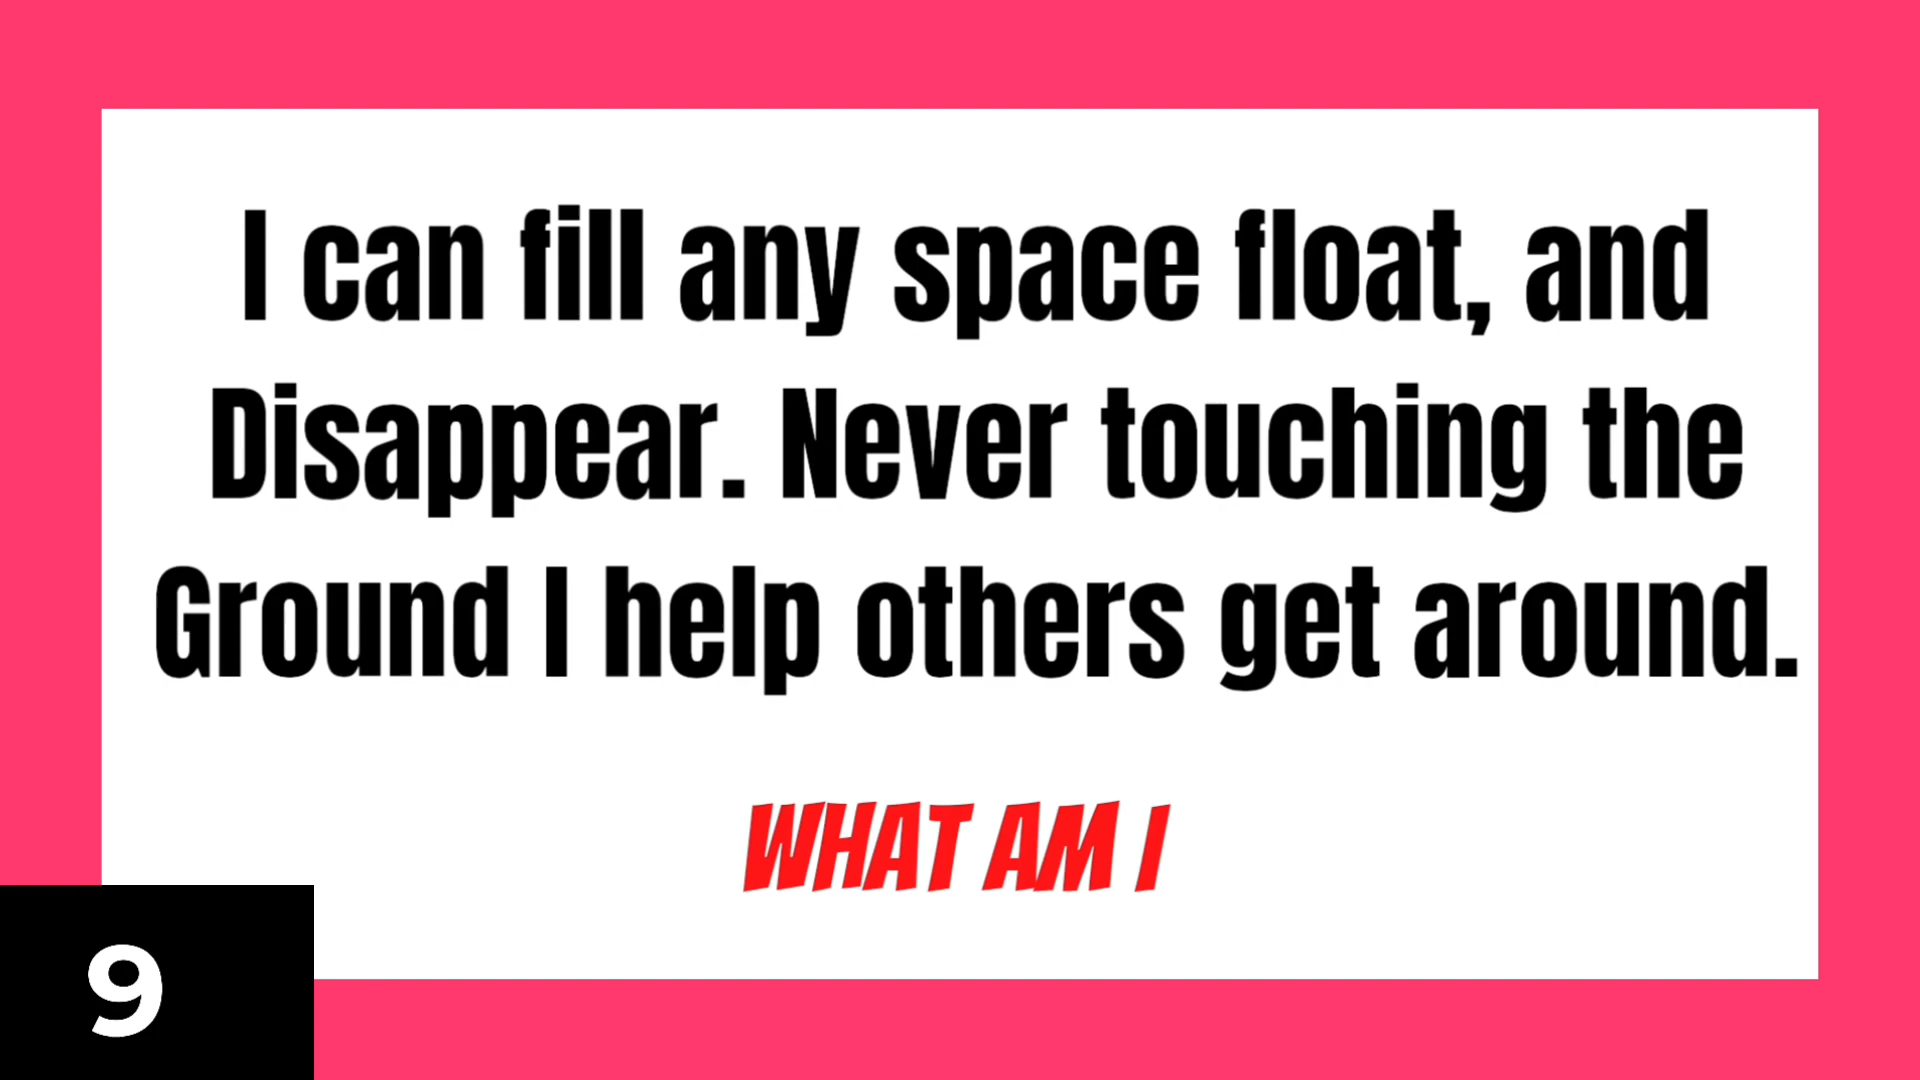 I can fill any space float, and
Disappear. Never touching the
Ground I help others get around.
WHAT AM I
9